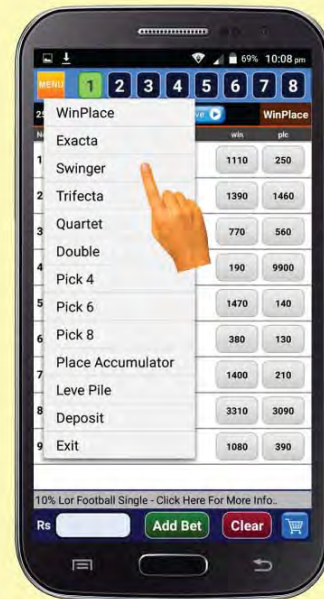 69% 10:08 pm
MENU 1 2 3 4 5 6 7 8
WinPlace
win plc
WinPlace
Exacta
Swinger
Trifecta
Quartet
Double
Pick 4
Pick 6
Pick 8
Place Accumulator
Leve Pile
Deposit
Exit
1 1110 250
2 1390 1460
3 770 560
4 190 9900
5 1470 140
6 380 130
7 1400 210
8 3310 3090
9 1080 390
10% Lor Football Single - Click Here For More Info..
Rs Add Bet Clear